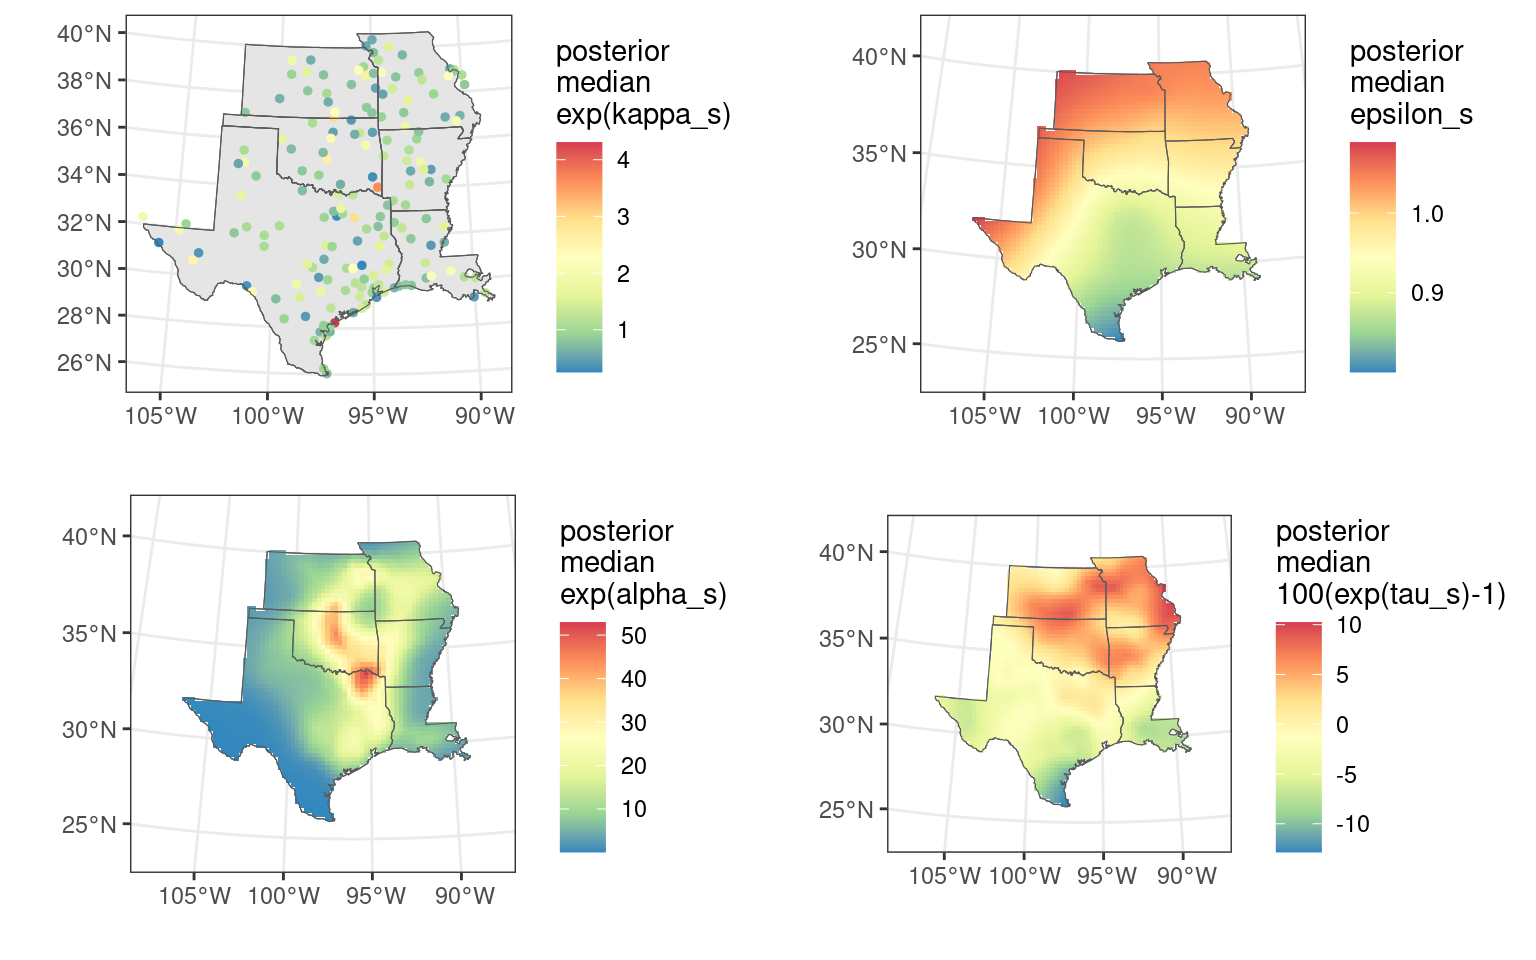 40°N
38°N
36°N
34°N
32°N
30°N
28°N
26°N
105°W 100°W 95°W 90°W
posterior
median
exp(kappa_s)
4
3
2
1
40°N
35°N
30°N
25°N
105°W 100°W 95°W 90°W
posterior
median
epsilon_s
1.0
0.9
40°N
35°N
30°N
25°N
105°W 100°W 95°W 90°W
posterior
median
exp(alpha_s)
50
40
30
20
10
40°N
35°N
30°N
25°N
105°W 100°W 95°W 90°W
posterior
median
100(exp(tau_s)-1)
10
5
0
-5
-10